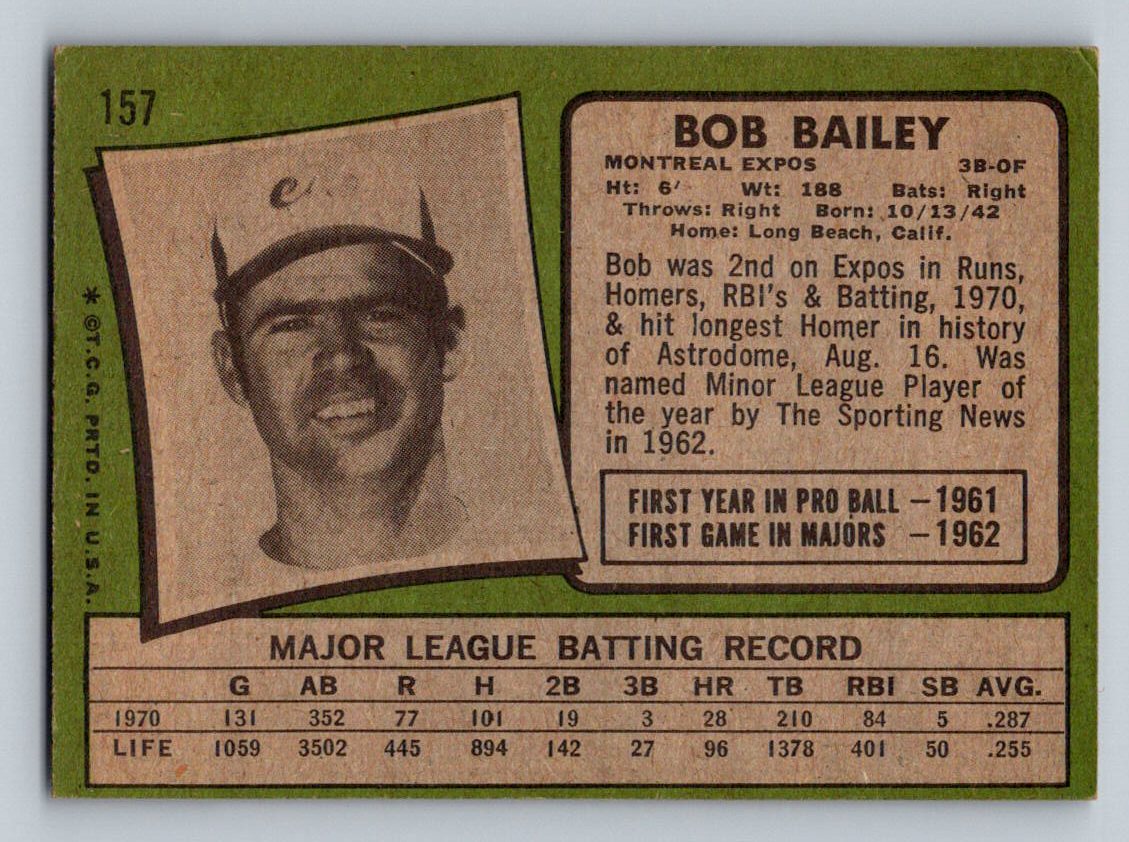 157
BOB BAILEY
MONTREAL EXPOS 3B-OF
Ht: 6' Wt: 188 Bats: Right
Throws: Right Born: 10/13/42
Home: Long Beach, Calif.
Bob was 2nd on Expos in Runs,
Homers, RBI's & Batting, 1970,
& hit longest Homer in history
of Astrodome, Aug. 16. Was
named Minor League Player of
the year by The Sporting News
in 1962.
FIRST YEAR IN PRO BALL —1961
FIRST GAME IN MAJORS —1962
* ©T.C.G. PRTD. IN U.S.A.
MAJOR LEAGUE BATTING RECORD
G AB R H 2B 3B HR TB RBI SB AVG.
1970 131 352 77 101 19 3 28 210 84 5 .287
LIFE 1059 3502 445 894 142 27 96 1378 401 50 .255